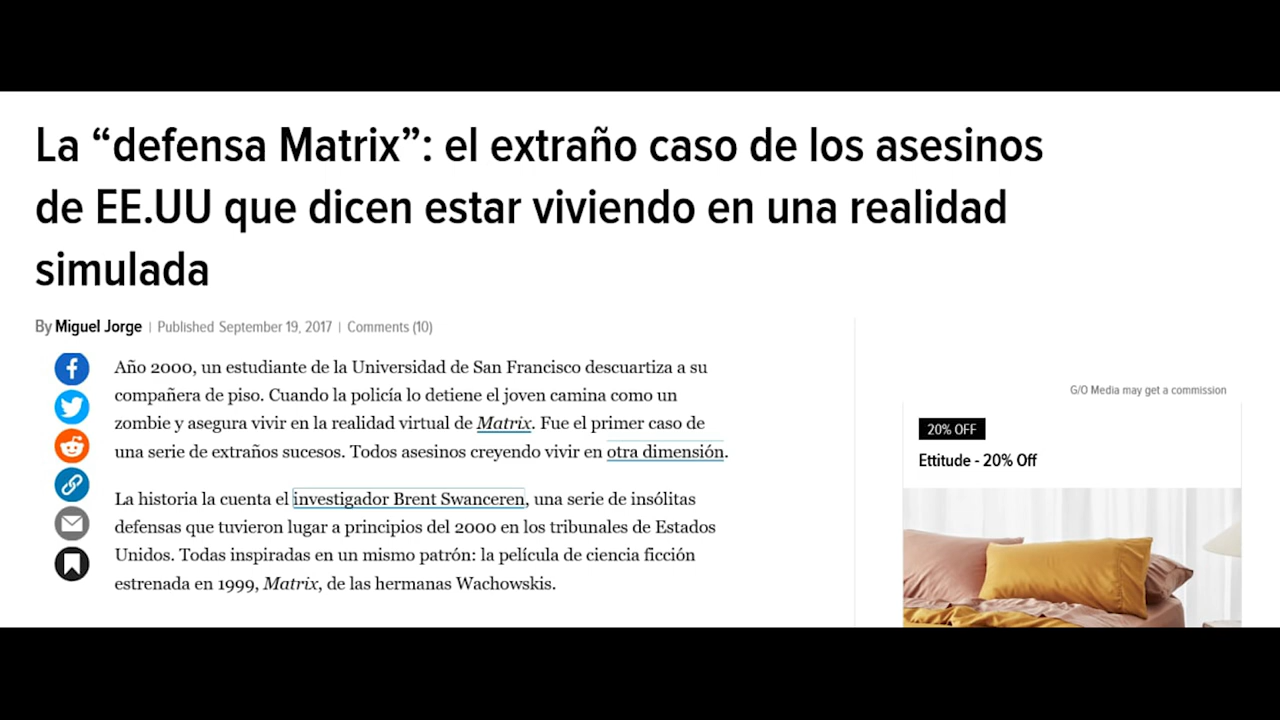 La “defensa Matrix”: el extraño caso de los asesinos
de EE.UU que dicen estar viviendo en una realidad
simulada
By Miguel Jorge | Published September 19, 2017 | Comments (10)
Año 2000, un estudiante de la Universidad de San Francisco descuartiza a su
compañera de piso. Cuando la policía lo detiene el joven camina como un
zombie y asegura vivir en la realidad virtual de Matrix. Fue el primer caso de
una serie de extraños sucesos. Todos asesinos creyendo vivir en otra dimensión.
La historia la cuenta el investigador Brent Swanceren, una serie de insólitas
defensas que tuvieron lugar a principios del 2000 en los tribunales de Estados
Unidos. Todas inspiradas en un mismo patrón: la película de ciencia ficción
estrenada en 1999, Matrix, de las hermanas Wachowskis.
G/O Media may get a commission
20% OFF
Ettitude - 20% Off